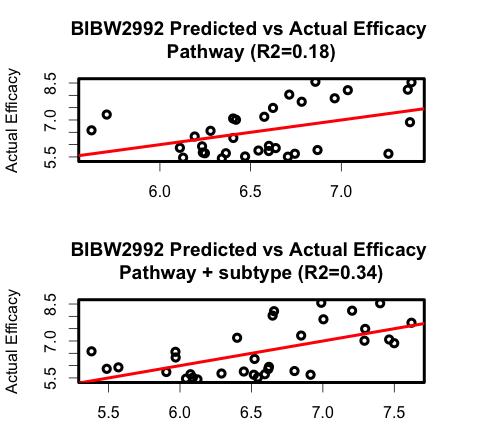 BIBW2992 Predicted vs Actual Efficacy
Pathway (R2=0.18)
Actual Efficacy
8.5
7.0
5.5
6.0 6.5 7.0
BIBW2992 Predicted vs Actual Efficacy
Pathway + subtype (R2=0.34)
Actual Efficacy
8.5
7.0
5.5
5.5 6.0 6.5 7.0 7.5